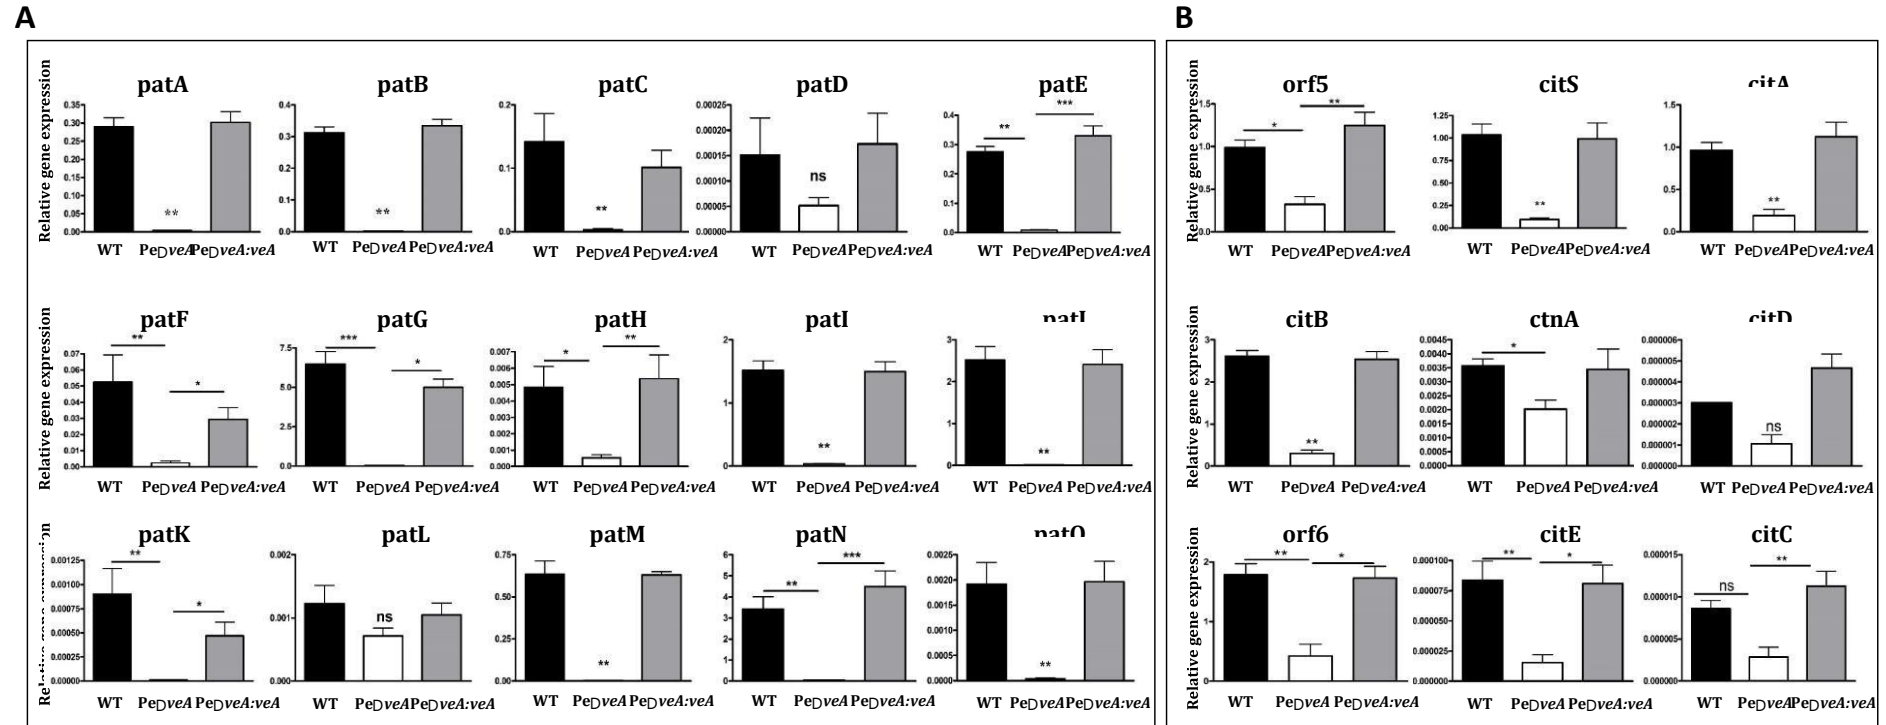 A
B
patA patB patC patD patE
orf5 citS citA
Relative gene expression
0.35 0.30 0.25 0.20 0.15 0.10 0.05 0.00
**
WT PeDveA PeDveA:veA
0.4 0.3 0.2 0.1 0.0
**
WT PeDveA PeDveA:veA
0.2 0.1 0.0
**
WT PeDveA PeDveA:veA
0.00025 0.00020 0.00015 0.00010 0.00005 0.00000
ns
WT PeDveA PeDveA:veA
0.4 0.3 0.2 0.1 0.0
** ***
WT PeDveA PeDveA:veA
Relative gene expression
1.5 1.0 0.5 0.0
* **
WT PeDveA PeDveA:veA
1.25 1.00 0.75 0.50 0.25 0.00
**
WT PeDveA PeDveA:veA
1.5 1.0 0.5 0.0
**
WT PeDveA PeDveA:veA
patF patG patH patI
citB ctnA citD
Relative gene expression
0.07 0.06 0.05 0.04 0.03 0.02 0.01 0.00
** *
WT PeDveA PeDveA:veA
7.5 5.0 2.5 0.0
*** *
WT PeDveA PeDveA:veA
0.007 0.006 0.005 0.004 0.003 0.002 0.001 0.000
* **
WT PeDveA PeDveA:veA
2 1 0
**
WT PeDveA PeDveA:veA
3 2 1 0
**
WT PeDveA PeDveA:veA
Relative gene expression
3 2 1 0
**
WT PeDveA PeDveA:veA
0.0045 0.0040 0.0035 0.0030 0.0025 0.0020 0.0015 0.0010 0.0005 0.0000
*
WT PeDveA PeDveA:veA
0.000006 0.000005 0.000004 0.000003 0.000002 0.000001 0.000000
ns
WT PeDveA PeDveA:veA
patK patL patM patN patO
orf6 citE citC
Relative gene expression
0.00125 0.00100 0.00075 0.00050 0.00025 0.00000
** *
WT PeDveA PeDveA:veA
0.002 0.001 0.000
ns
WT PeDveA PeDveA:veA
0.75 0.50 0.25 0.00
**
WT PeDveA PeDveA:veA
6 5 4 3 2 1 0
** ***
WT PeDveA PeDveA:veA
0.0025 0.0020 0.0015 0.0010 0.0005 0.0000
**
WT PeDveA PeDveA:veA
Relative gene expression
2 1 0
** *
WT PeDveA PeDveA:veA
0.000100 0.000075 0.000050 0.000025 0.000000
** *
WT PeDveA PeDveA:veA
0.000015 0.000010 0.000005 0.000000
ns **
WT PeDveA PeDveA:veA